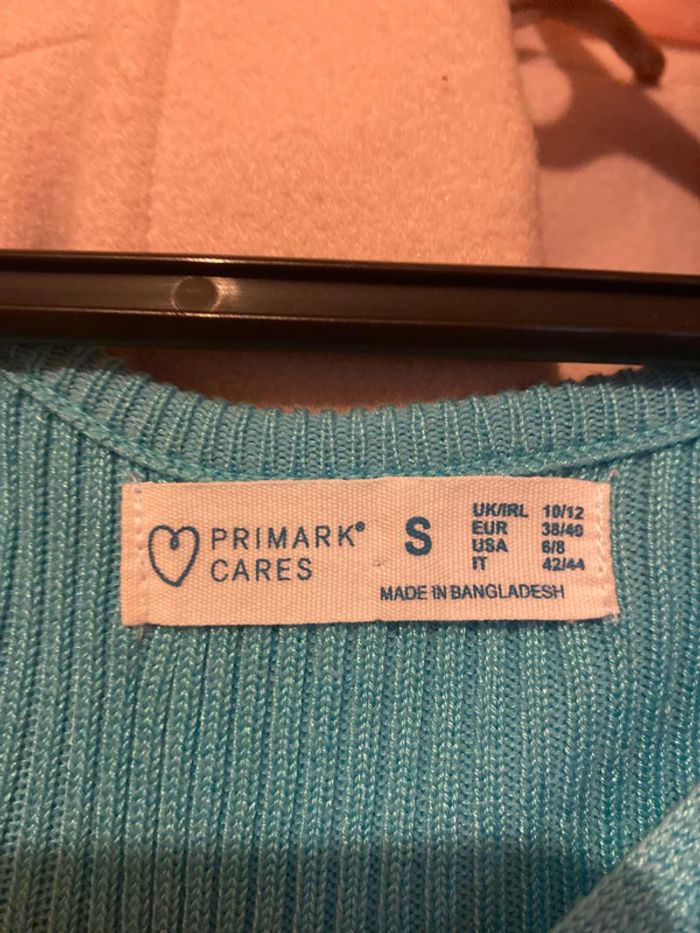 PRIMARK®
CARES
S
UK/IRL 10/12
EUR 38/40
USA 6/8
IT 42/44
MADE IN BANGLADESH